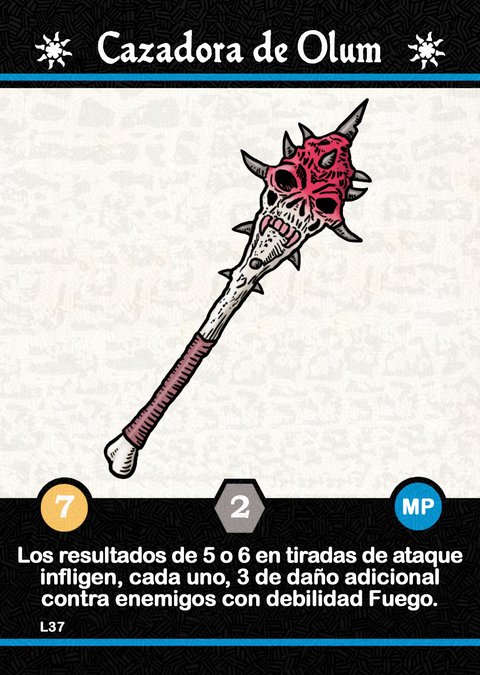 Cazadora de Olum
7
2
MP
Los resultados de 5 o 6 en tiradas de ataque
infligen, cada uno, 3 de daño adicional
contra enemigos con debilidad Fuego.
L37